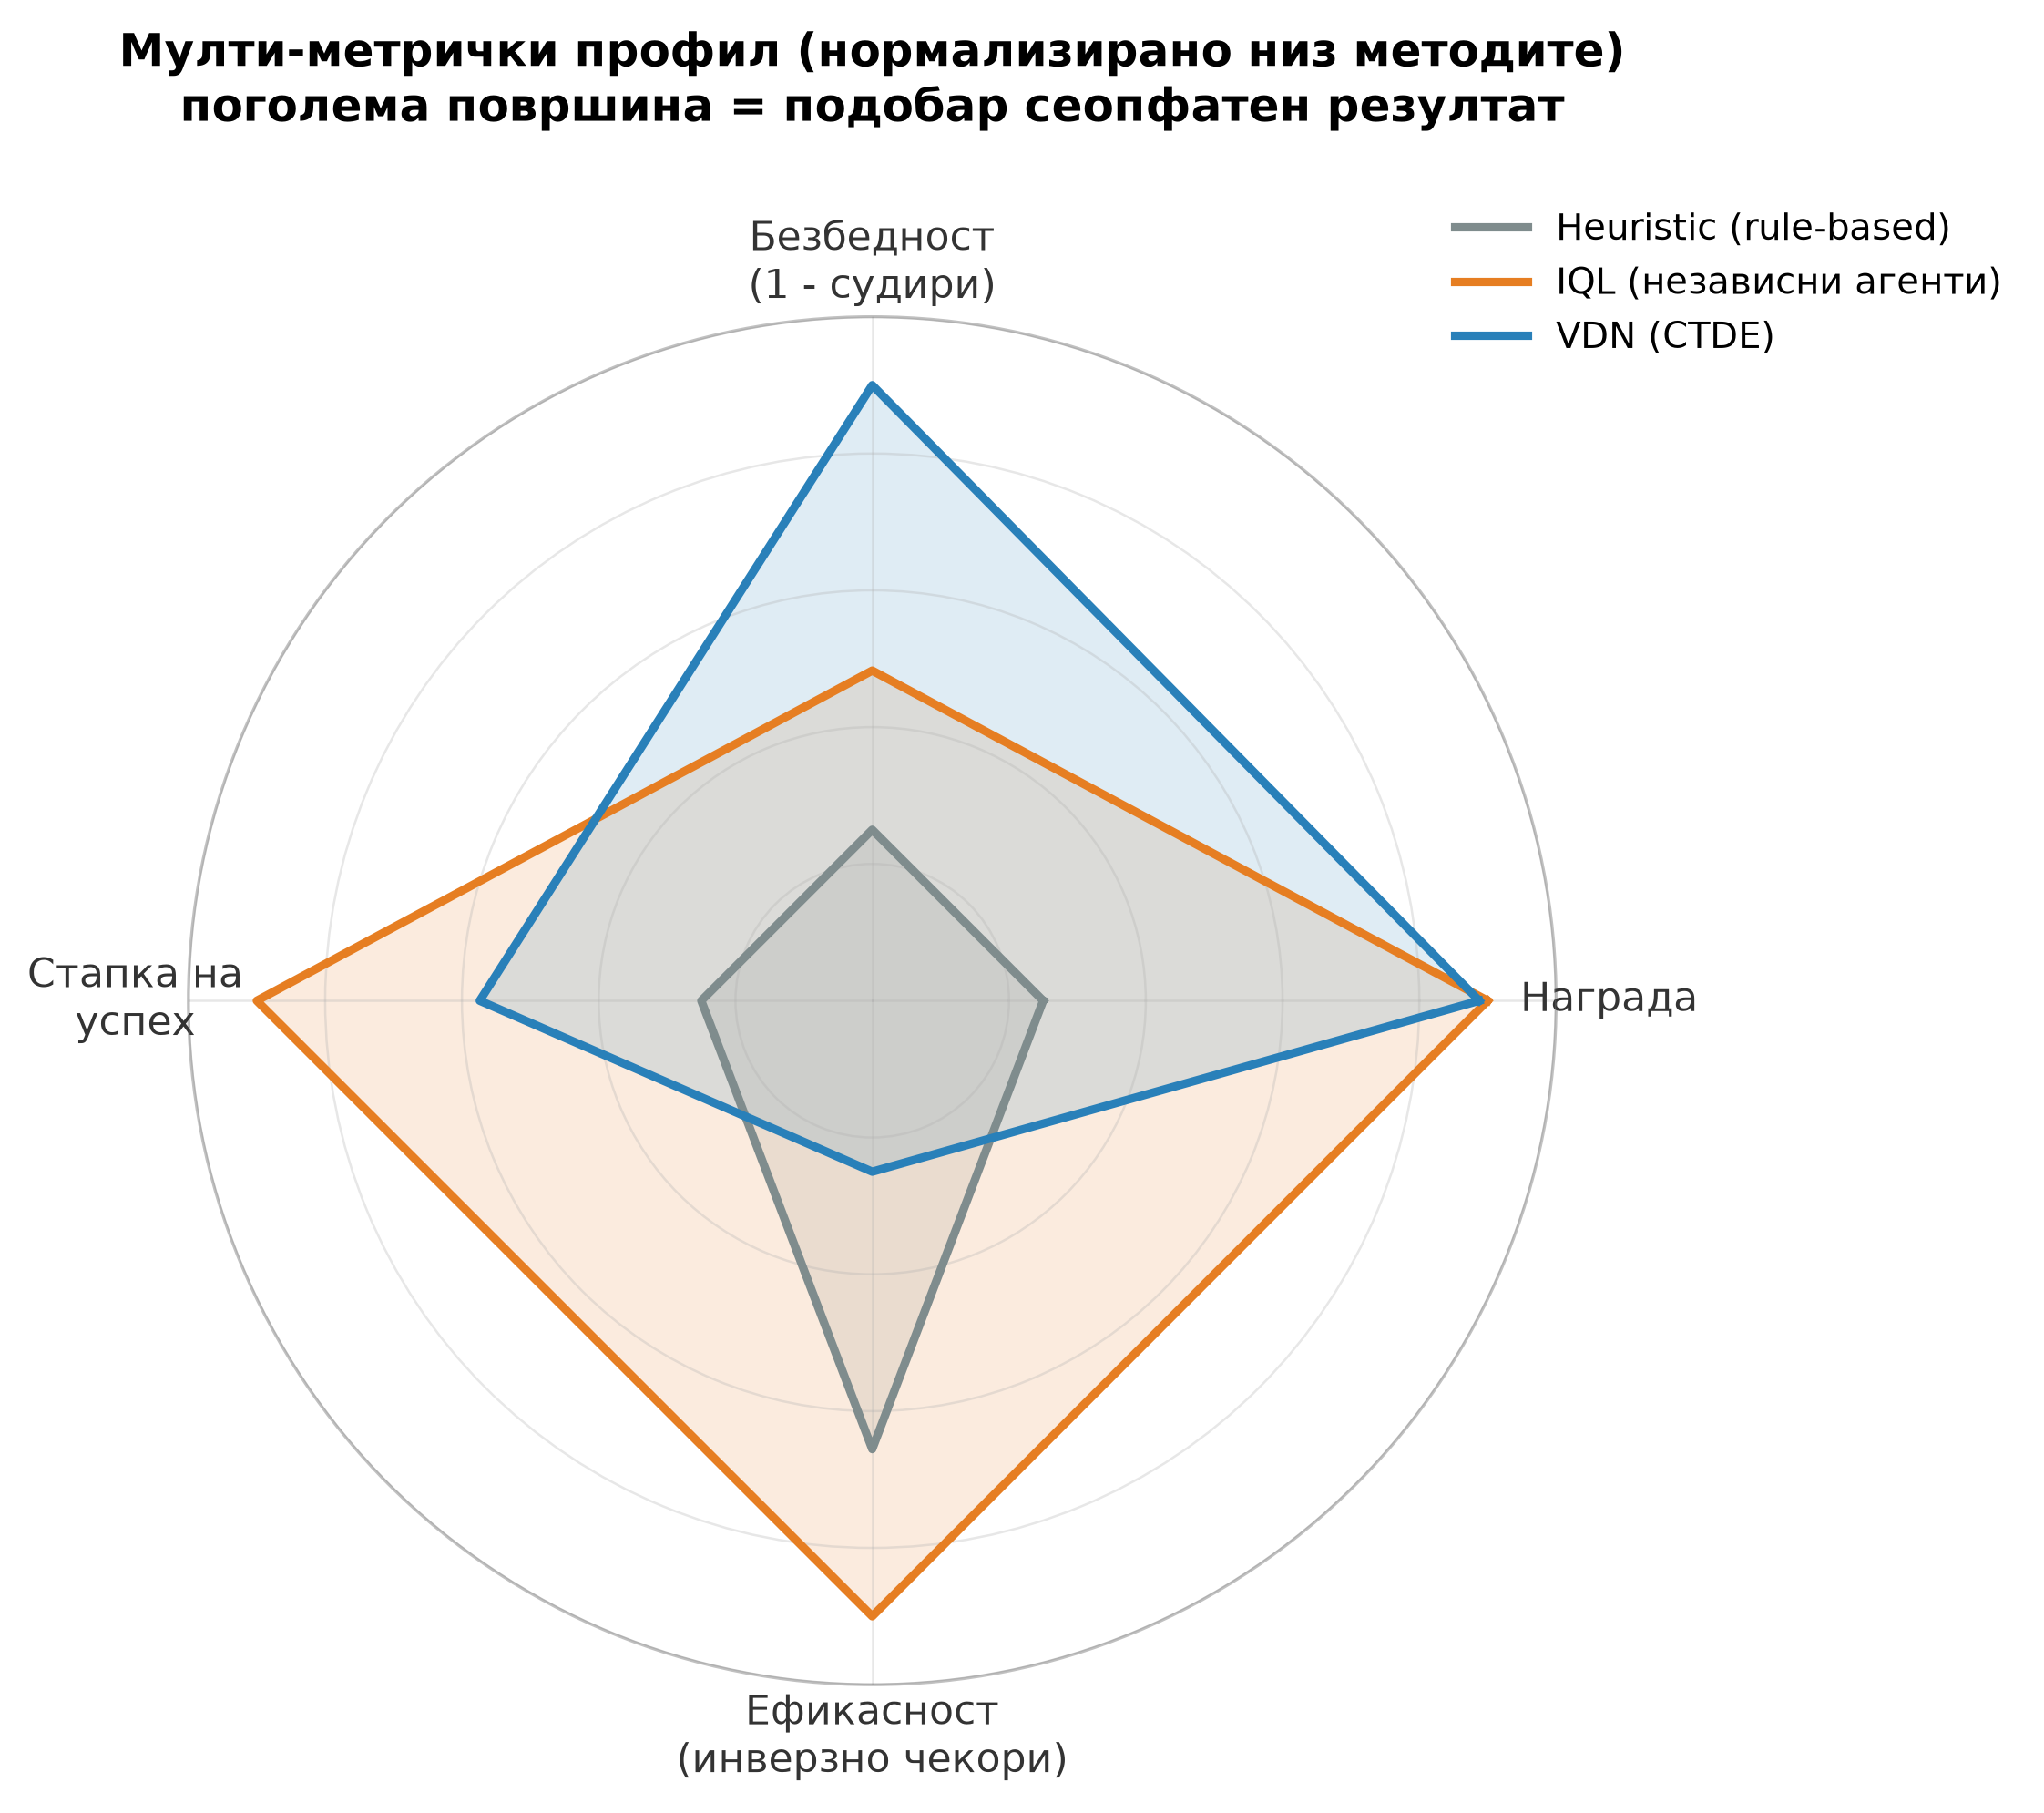 Мулти-метрички профил (нормализирано низ методите)
поголема површина = подобар сеопфатен резултат
Безбедност
(1 - судири)
Heuristic (rule-based)
IQL (независни агенти)
VDN (CTDE)
Стапка на
успех
Награда
Ефикасност
(инверзно чекори)